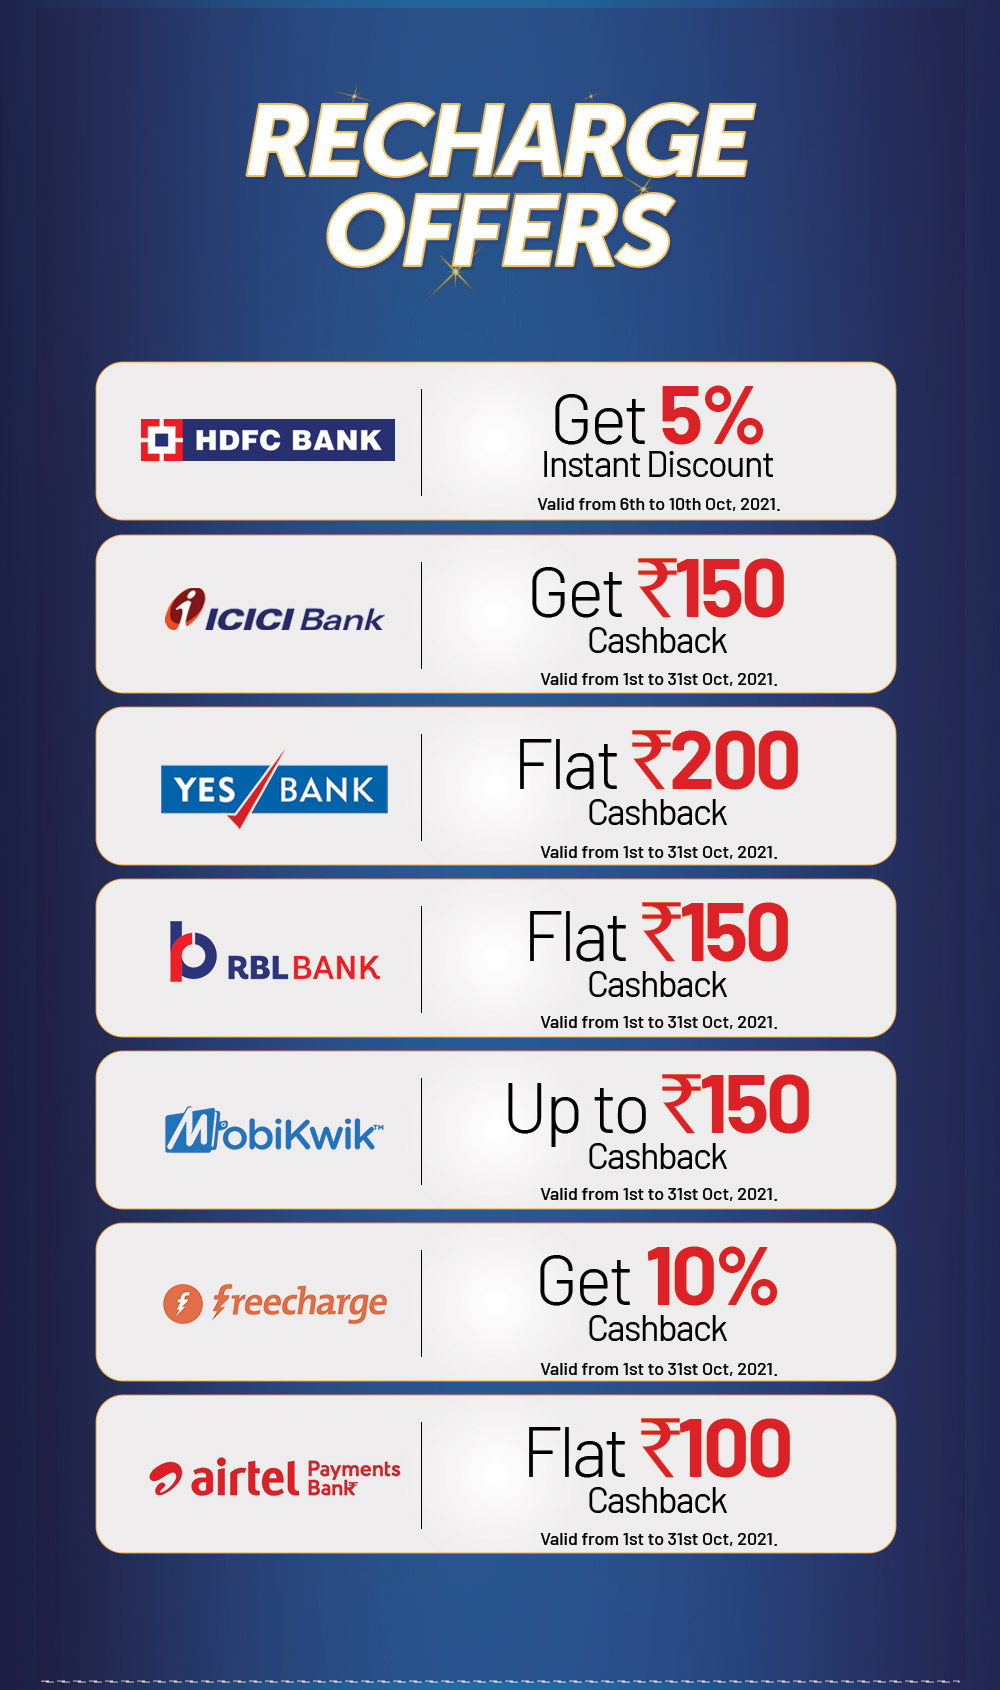 RECHARGE
OFFERS
HDFC BANK
Get 5%
Instant Discount
Valid from 6th to 10th Oct, 2021.
ICICI Bank
Get ₹150
Cashback
Valid from 1st to 31st Oct, 2021.
YES BANK
Flat ₹200
Cashback
Valid from 1st to 31st Oct, 2021.
RBL BANK
Flat ₹150
Cashback
Valid from 1st to 31st Oct, 2021.
MobiKwik™
Up to ₹150
Cashback
Valid from 1st to 31st Oct, 2021.
freecharge
Get 10%
Cashback
Valid from 1st to 31st Oct, 2021.
airtel Payments
Bank
Flat ₹100
Cashback
Valid from 1st to 31st Oct, 2021.